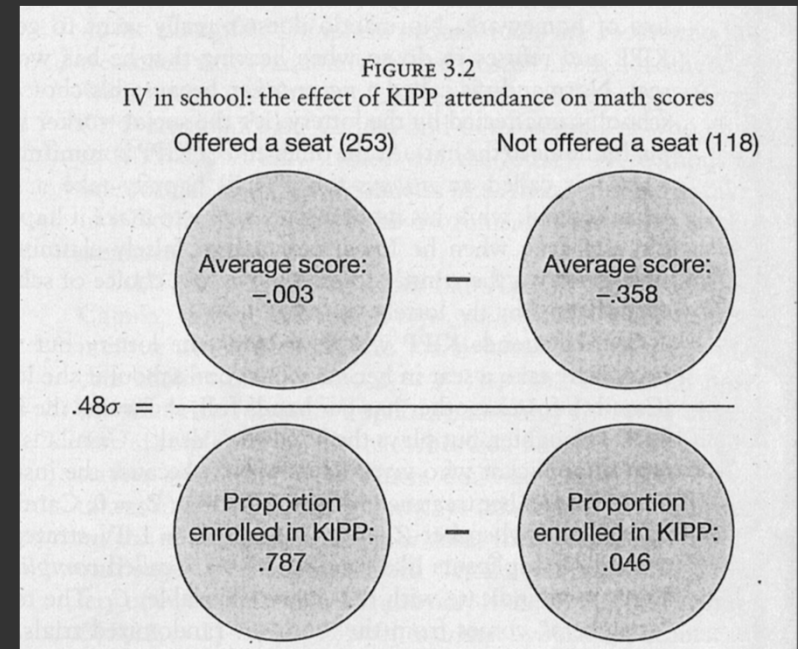 FIGURE 3.2
IV in school: the effect of KIPP attendance on math scores
Offered a seat (253)
Not offered a seat (118)
Average score:
–.003
–
Average score:
–.358
.48σ =
Proportion
enrolled in KIPP:
.787
–
Proportion
enrolled in KIPP:
.046